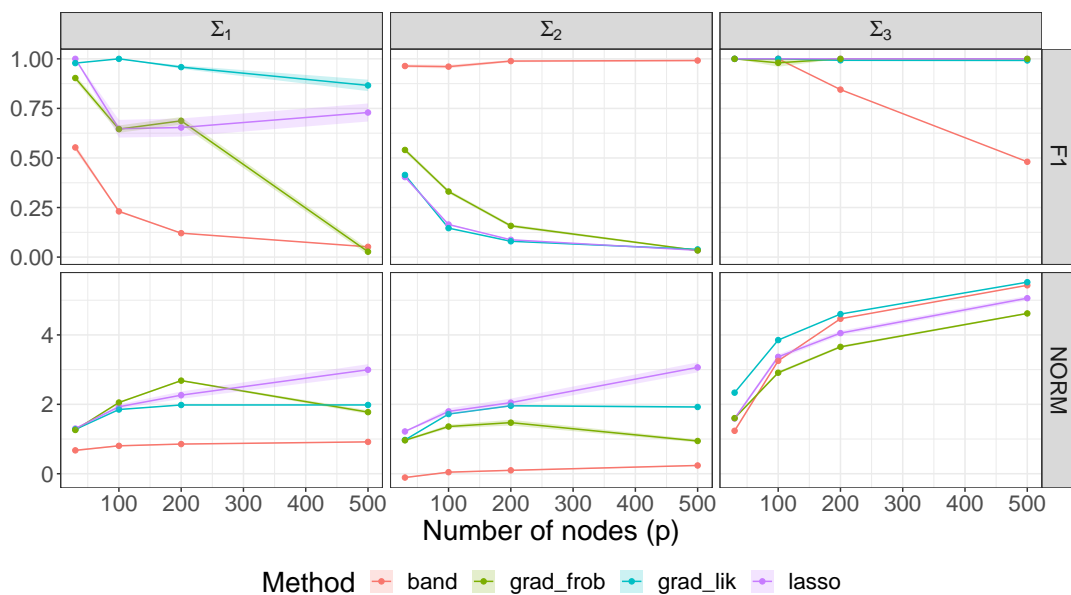 Σ₁ Σ₂ Σ₃
1.00
0.75
0.50
0.25
0.00
F1
4
2
0
NORM
100 200 300 400 500 100 200 300 400 500 100 200 300 400 500
Number of nodes (p)
Method band grad_frob grad_lik lasso